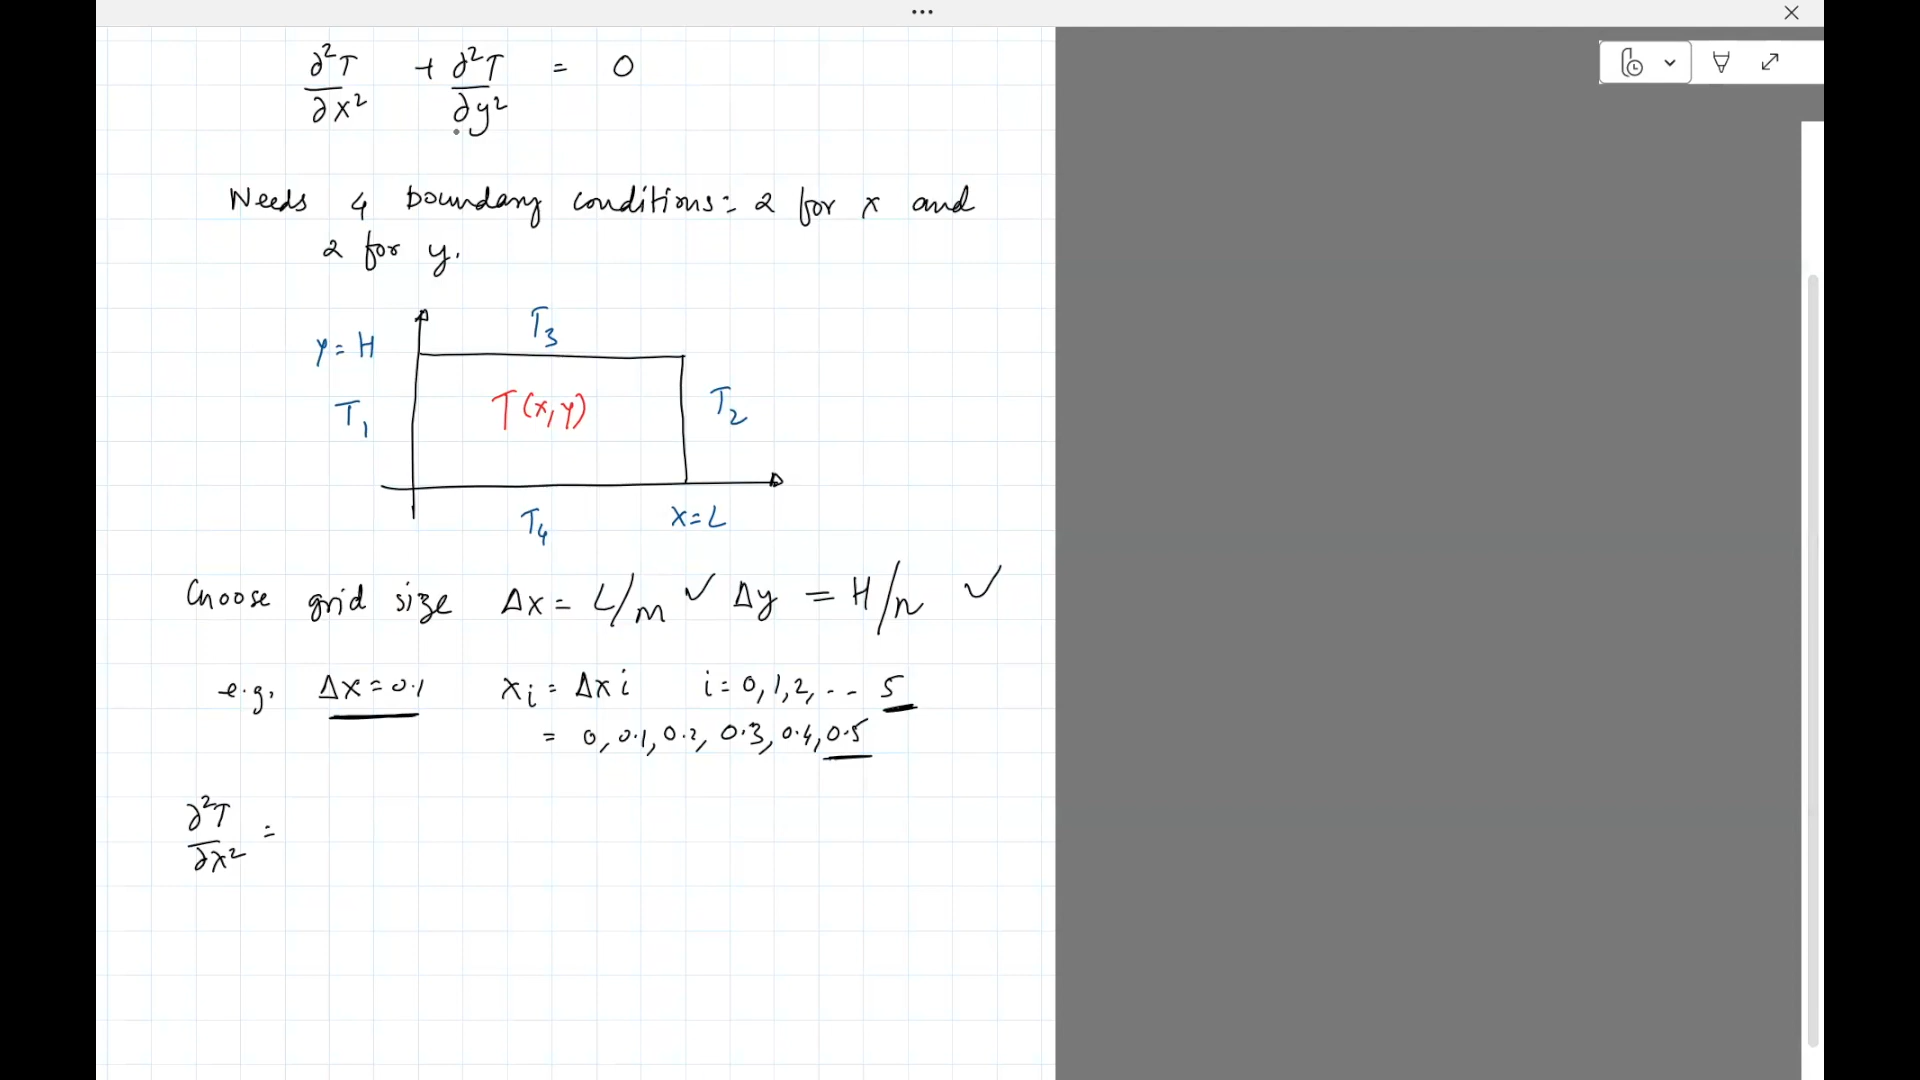 ∂²T/∂x² + ∂²T/∂y² = 0
Needs 4 boundary conditions: 2 for x and
2 for y.
T₃
y = H
T(x,y)
T₁
T₂
T₄
x = L
Choose grid size Δx = L/m ✓ Δy = H/n ✓
e.g. Δx = 0.1 xᵢ = Δx i i = 0, 1, 2, -- 5
= 0, 0.1, 0.2, 0.3, 0.4, 0.5
∂²T/∂x² =